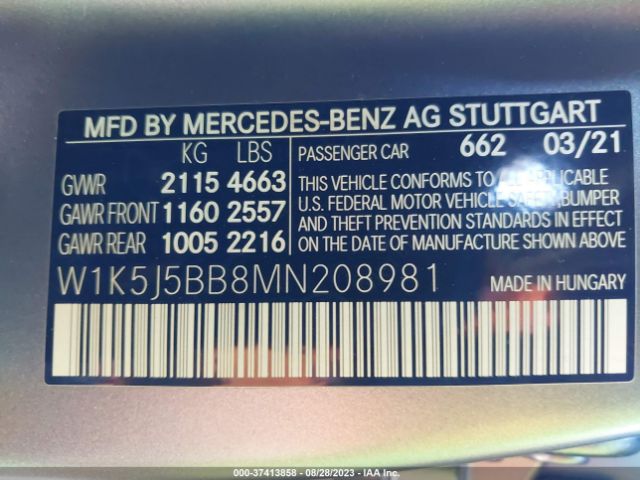 MFD BY MERCEDES-BENZ AG STUTTGART
KG LBS PASSENGER CAR 662 03/21
GWR 2115 4663 THIS VEHICLE CONFORMS TO ALL APPLICABLE
GAWR FRONT 1160 2557 U.S. FEDERAL MOTOR VEHICLE SAFETY, BUMPER
GAWR REAR 1005 2216 AND THEFT PREVENTION STANDARDS IN EFFECT
ON THE DATE OF MANUFACTURE SHOWN ABOVE.
W1K5J5BB8MN208981 MADE IN HUNGARY
000-37413858 - 08/28/2023 - IAA Inc.